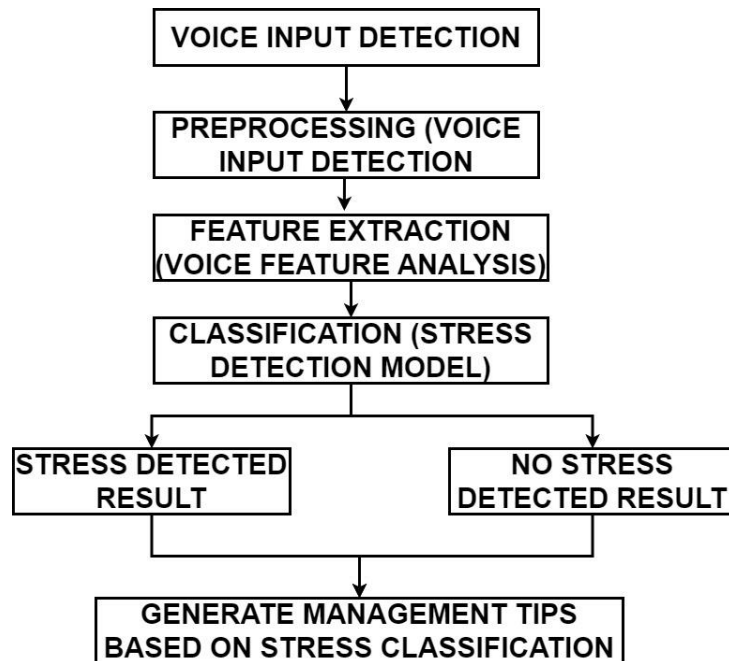 VOICE INPUT DETECTION
PREPROCESSING (VOICE
INPUT DETECTION
FEATURE EXTRACTION
(VOICE FEATURE ANALYSIS)
CLASSIFICATION (STRESS
DETECTION MODEL)
STRESS DETECTED
RESULT
NO STRESS
DETECTED RESULT
GENERATE MANAGEMENT TIPS
BASED ON STRESS CLASSIFICATION